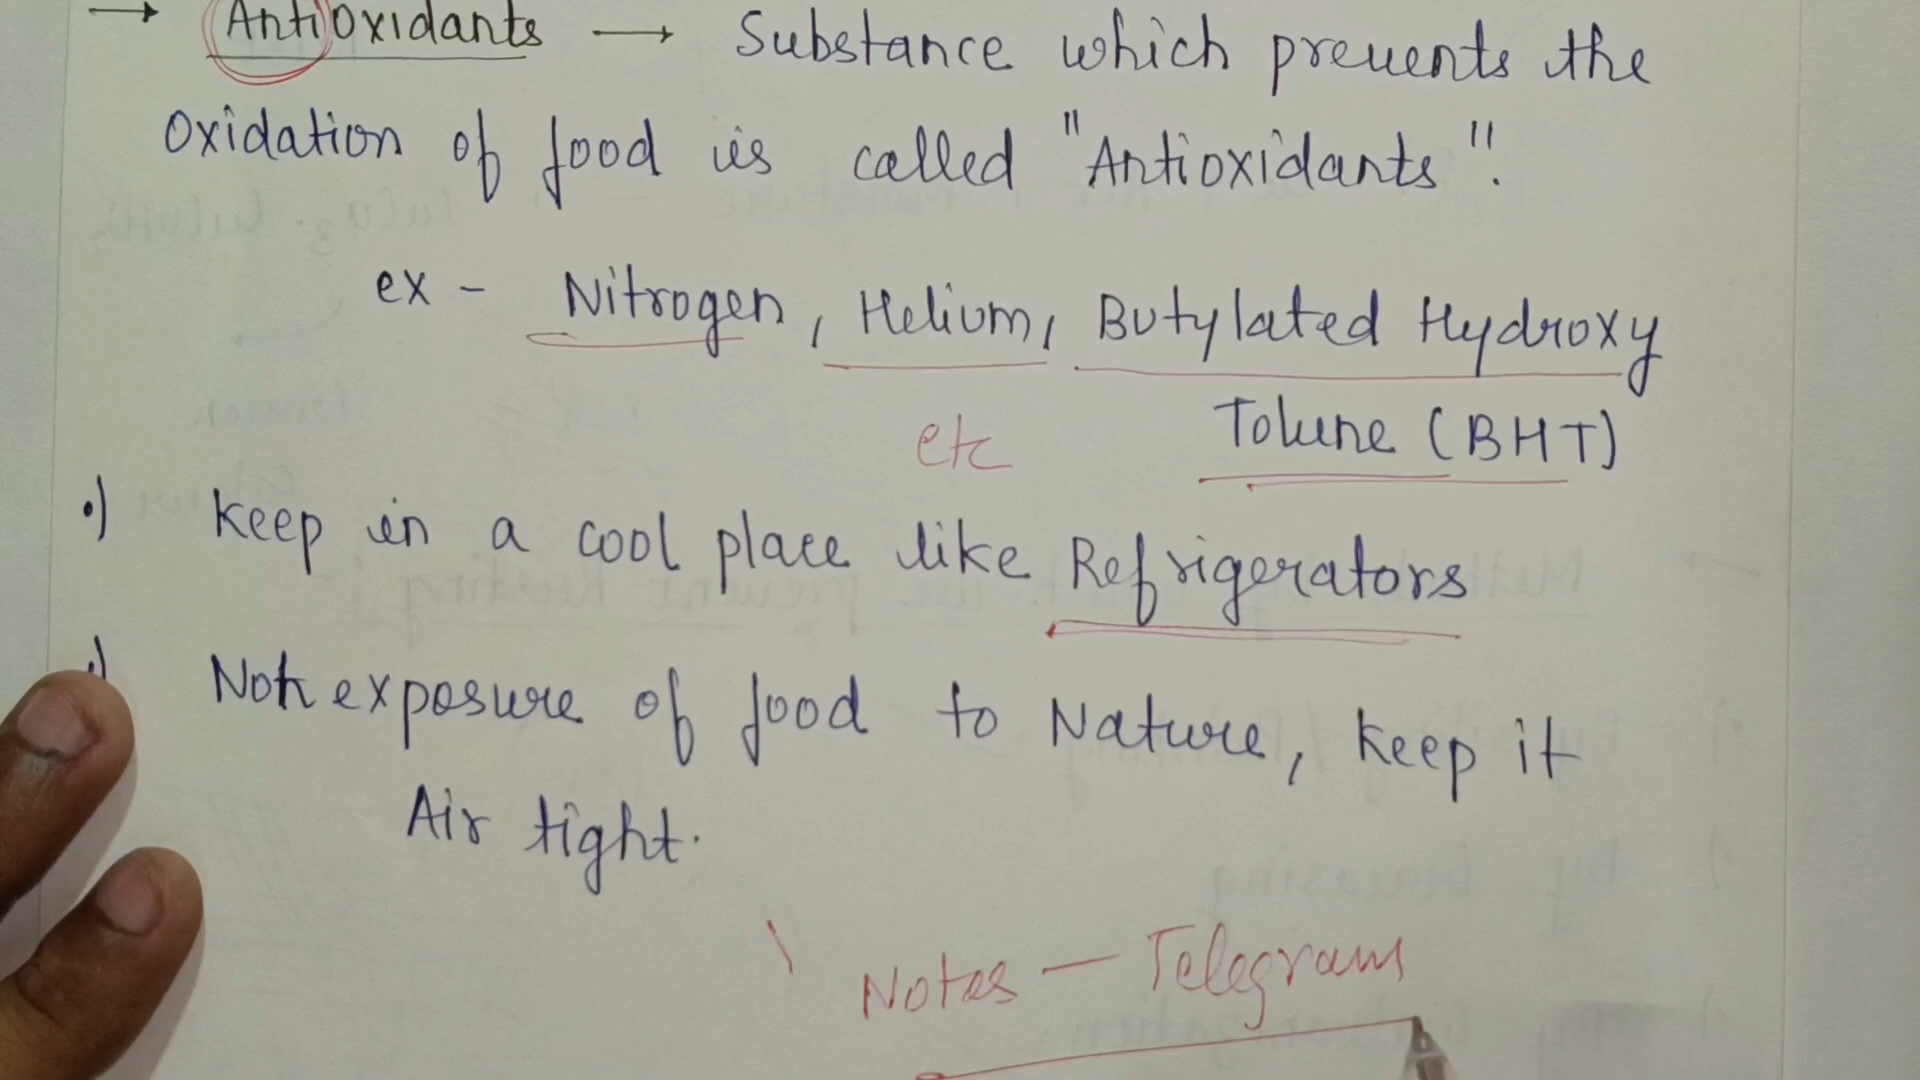 → Antioxidants → Substance which prevents the
Oxidation of food is called "Antioxidants".
ex - Nitrogen, Helium, Butylated Hydroxy
etc Tolune (BHT)
•) Keep in a cool place like Refrigerators
•) Not exposure of food to Nature, Keep it
Air tight.
Notes — Telegram